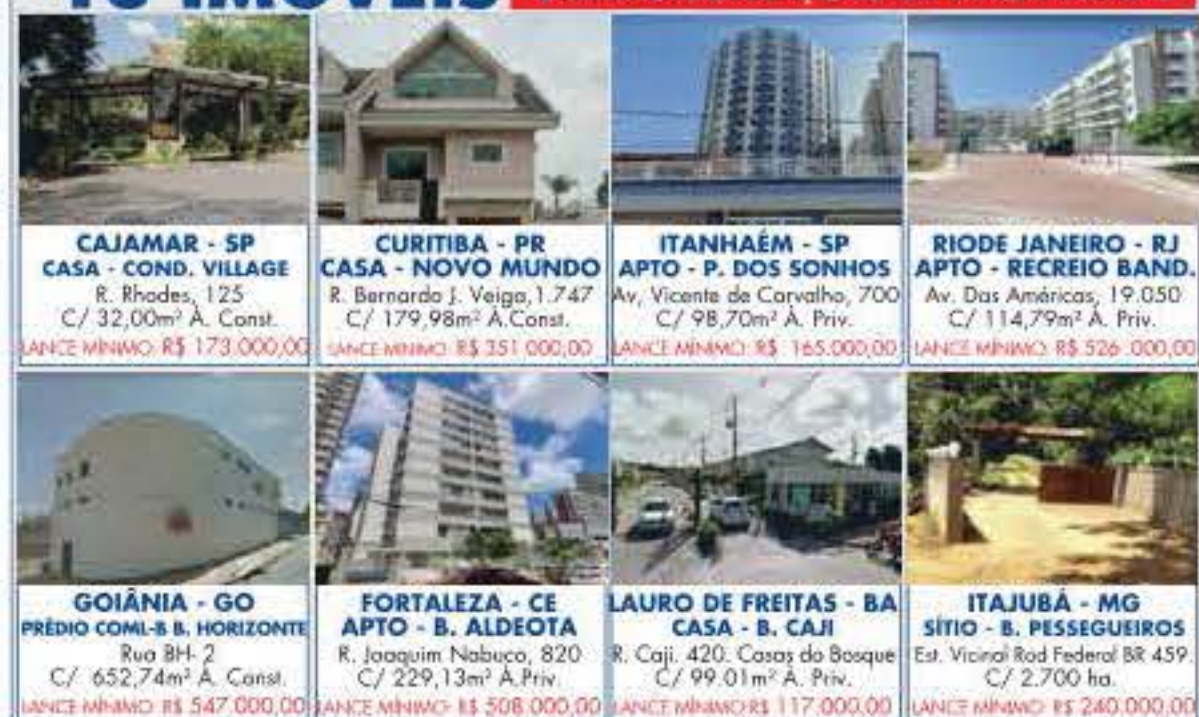 IMÓVEIS
CAJAMAR - SP
CASA - COND. VILLAGE
R. Rhodes, 125
C/ 32,00m² Á. Const.
LANCE MÍNIMO: R$ 173.000,00
CURITIBA - PR
CASA - NOVO MUNDO
R. Bernardo J. Veiga,1.747
C/ 179,98m² Á.Const.
LANCE MÍNIMO: R$ 351.000,00
ITANHAÉM - SP
APTO - P. DOS SONHOS
Av, Vicente de Carvalho, 700
C/ 98,70m² Á. Priv.
LANCE MÍNIMO: R$ 165.000,00
RIODE JANEIRO - RJ
APTO - RECREIO BAND.
Av. Das Américas, 19.050
C/ 114,79m² Á. Priv.
LANCE MÍNIMO: R$ 526.000,00
GOIÂNIA - GO
PRÉDIO COML-B B. HORIZONTE
Rua BH- 2
C/ 652,74m² Á. Const.
LANCE MÍNIMO: R$ 547.000,00
FORTALEZA - CE
APTO - B. ALDEOTA
R. Joaquim Nabuco, 820
C/ 229,13m² Á.Priv.
LANCE MÍNIMO: R$ 508.000,00
LAURO DE FREITAS - BA
CASA - B. CAJI
R. Caji. 420. Casas do Bosque
C/ 99.01m² Á. Priv.
LANCE MÍNIMO: R$ 117.000,00
ITAJUBÁ - MG
SÍTIO - B. PESSEGUEIROS
Est. Vicinal Rod Federal BR 459.
C/ 2.700 ha.
LANCE MÍNIMO: R$ 240.000,00